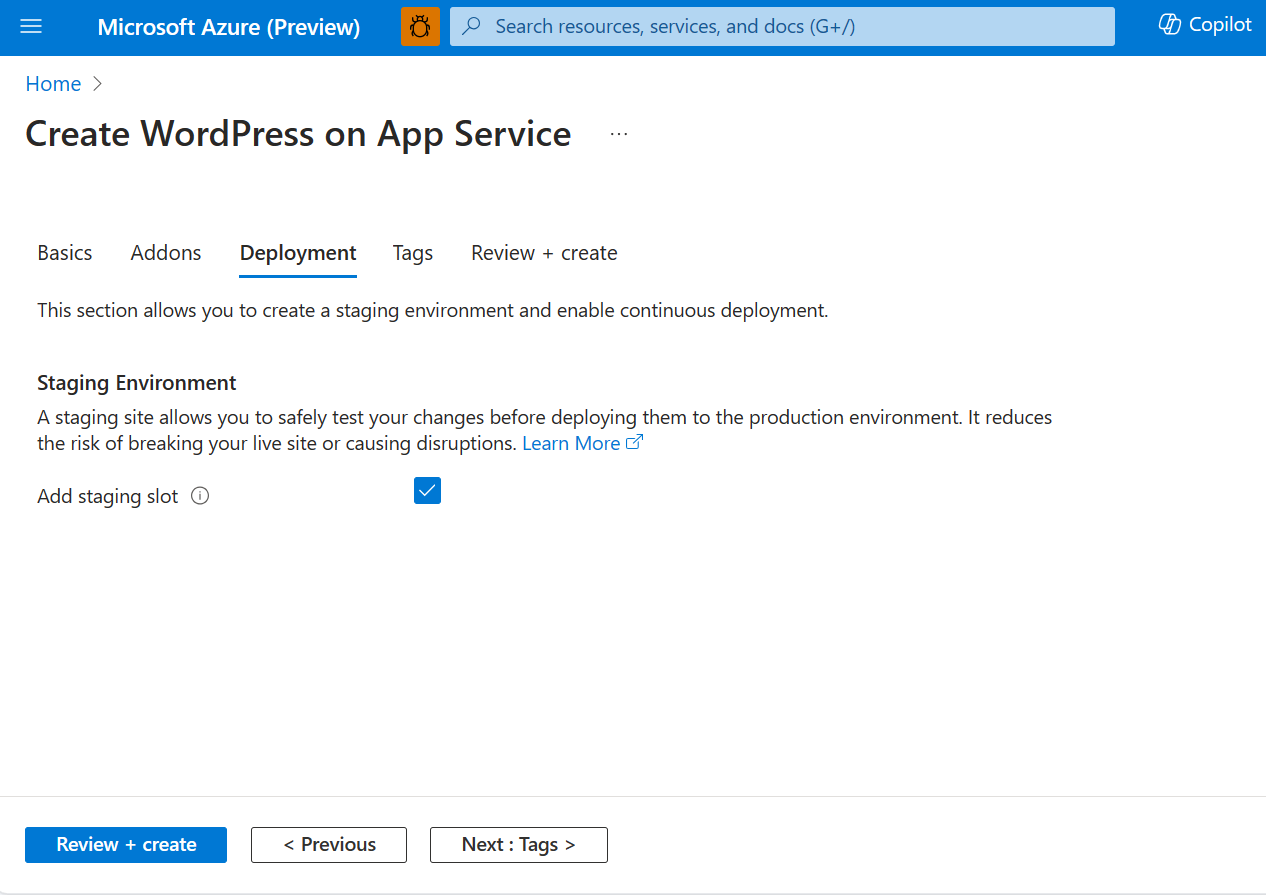 Microsoft Azure (Preview)
Search resources, services, and docs (G+/)
Copilot
Home >
Create WordPress on App Service ...
Basics Addons Deployment Tags Review + create
This section allows you to create a staging environment and enable continuous deployment.
Staging Environment
A staging site allows you to safely test your changes before deploying them to the production environment. It reduces
the risk of breaking your live site or causing disruptions. Learn More
Add staging slot
Review + create
< Previous
Next : Tags >